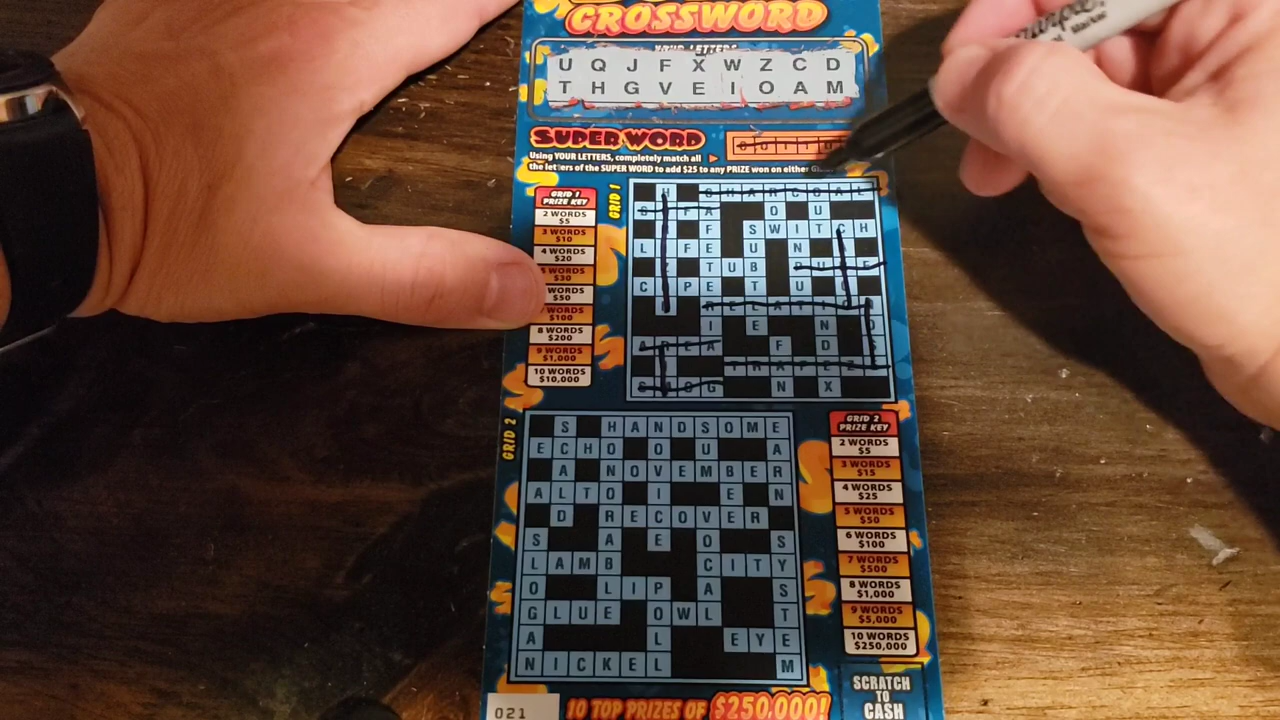 CROSSWORD
YOUR LETTERS
U Q J F X W Z C D
T H G V E I O A M
SUPER WORD
Using YOUR LETTERS, completely match all
the letters of the SUPER WORD to add $25 to any PRIZE won on either
GRID 1
PRIZE KEY
2 WORDS
$5
3 WORDS
$10
4 WORDS
$20
5 WORDS
$30
WORDS
$50
WORDS
$100
8 WORDS
$200
9 WORDS
$1,000
10 WORDS
$10,000
GRID 1
CHARCOAL
SWITCH
TUB
RELATED
AREA
TRAPEZE
SMOG
GRID 2
S HANDSOME
ECHO O U A
A NOVEMBER
ALTO I E N
D RECOVER
S A E O S
LAMB CITY
O LIP A S
GLUE OWL T
A O EYE
NICKEL M
GRID 2
PRIZE KEY
2 WORDS
$5
3 WORDS
$15
4 WORDS
$25
5 WORDS
$50
6 WORDS
$100
7 WORDS
$500
8 WORDS
$1,000
9 WORDS
$5,000
10 WORDS
$250,000
021
10 TOP PRIZES OF $250,000!
SCRATCH
TO
CASH